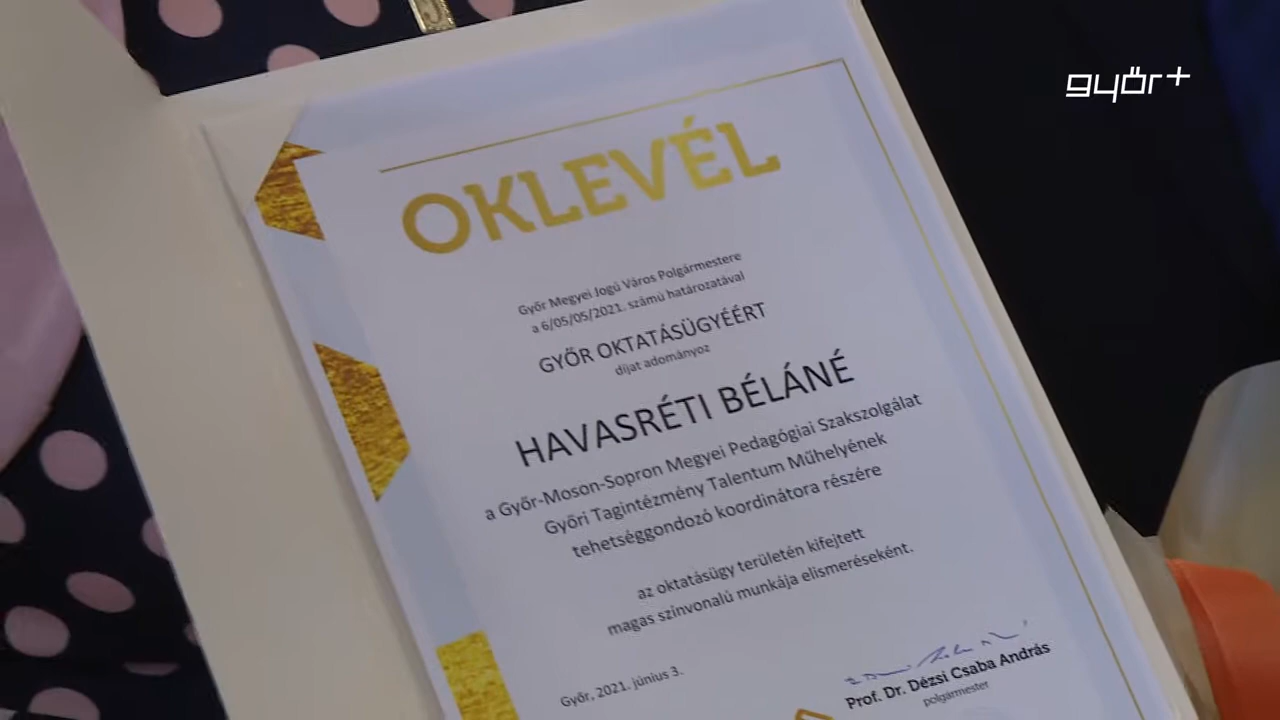 győr+
OKLEVÉL
Győr Megyei Jogú Város Polgármestere
a 6/05/05/2021. számú határozatával
GYŐR OKTATÁSÜGYÉÉRT
díjat adományoz
HAVASRÉTI BÉLÁNÉ
a Győr-Moson-Sopron Megyei Pedagógiai Szakszolgálat
Győri Tagintézmény Talentum Műhelyének
tehetséggondozó koordinátora részére
az oktatásügy területén kifejtett
magas színvonalú munkája elismeréseként.
Győr, 2021. június 3.
Prof. Dr. Dézsi Csaba András
polgármester